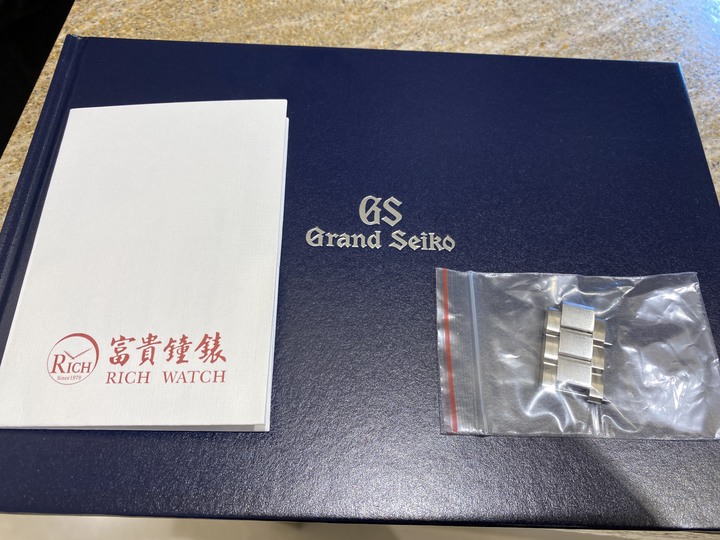 GS
Grand Seiko
RICH
Since 1979
富貴鐘錶
RICH WATCH